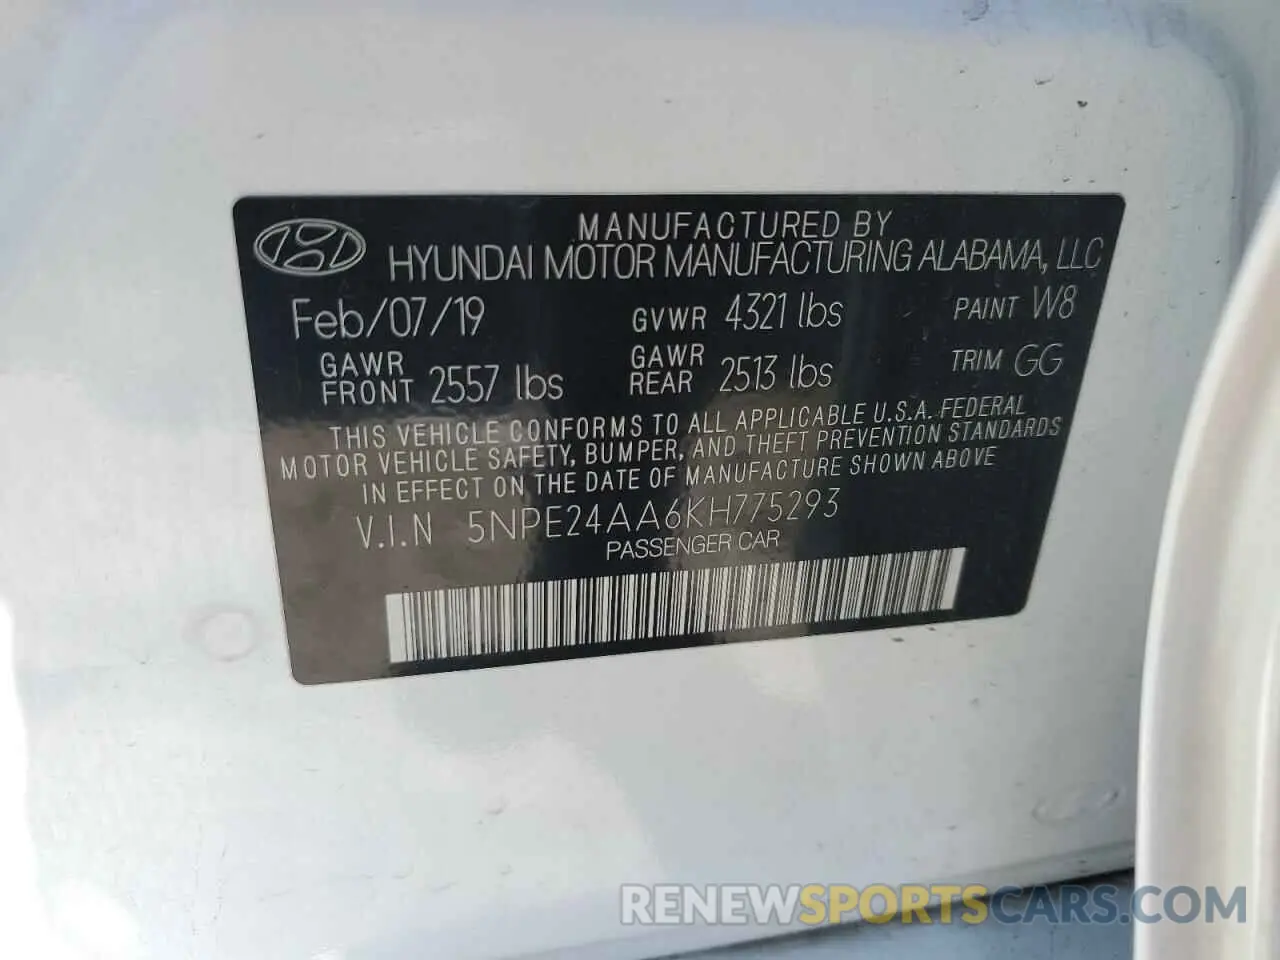 MANUFACTURED BY
HYUNDAI MOTOR MANUFACTURING ALABAMA, LLC
Feb/07/19 GVWR 4321 lbs PAINT W8
GAWR FRONT 2557 lbs GAWR REAR 2513 lbs TRIM GG
THIS VEHICLE CONFORMS TO ALL APPLICABLE U.S.A. FEDERAL
MOTOR VEHICLE SAFETY, BUMPER, AND THEFT PREVENTION STANDARDS
IN EFFECT ON THE DATE OF MANUFACTURE SHOWN ABOVE
V.I.N 5NPE24AA6KH775293
PASSENGER CAR
RENEWSPORTSCARS.COM